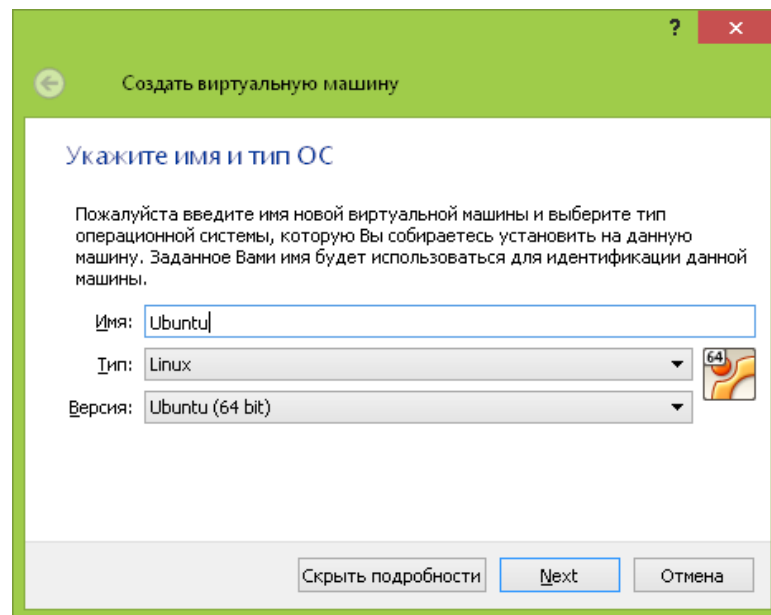 ?
Создать виртуальную машину
Укажите имя и тип ОС
Пожалуйста введите имя новой виртуальной машины и выберите тип
операционной системы, которую Вы собираетесь установить на данную
машину. Заданное Вами имя будет использоваться для идентификации данной
машины.
Имя: Ubuntu
Тип: Linux
64
Версия: Ubuntu (64 bit)
Скрыть подробности Next Отмена